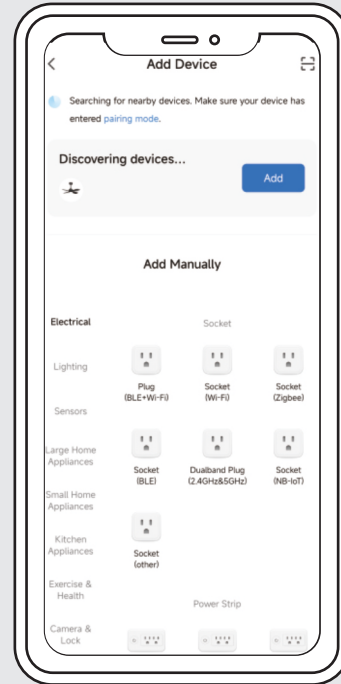 Add Device
Searching for nearby devices. Make sure your device has
entered pairing mode.
Discovering devices...
Add
Add Manually
Electrical
Socket
Lighting
Plug
(BLE+Wi-Fi)
Socket
(Wi-Fi)
Socket
(Zigbee)
Sensors
Large Home
Appliances
Socket
(BLE)
Dualband Plug
(2.4GHz&5GHz)
Socket
(NB-IoT)
Small Home
Appliances
Kitchen
Appliances
Socket
(other)
Exercise &
Health
Power Strip
Camera &
Lock